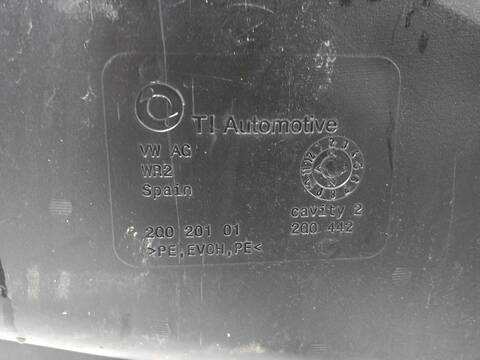 TI Automotive
VW AG
WR2
Spain
cavity 2
2Q0 201 01 2Q0 442
>PE,EVOH,PE<